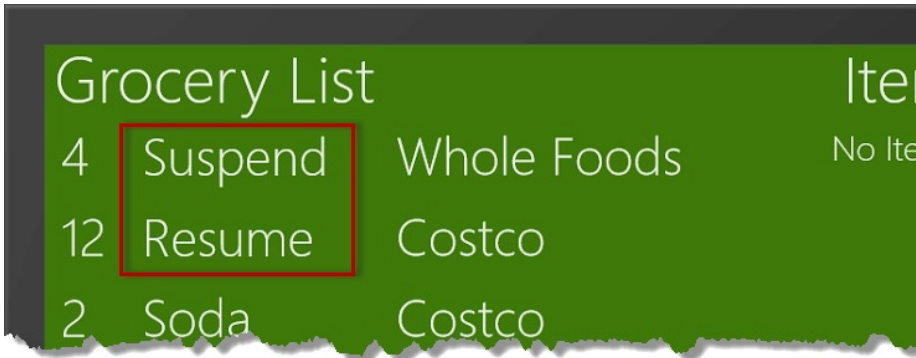 Grocery List
4 Suspend Whole Foods
12 Resume Costco
2 Soda Costco
No